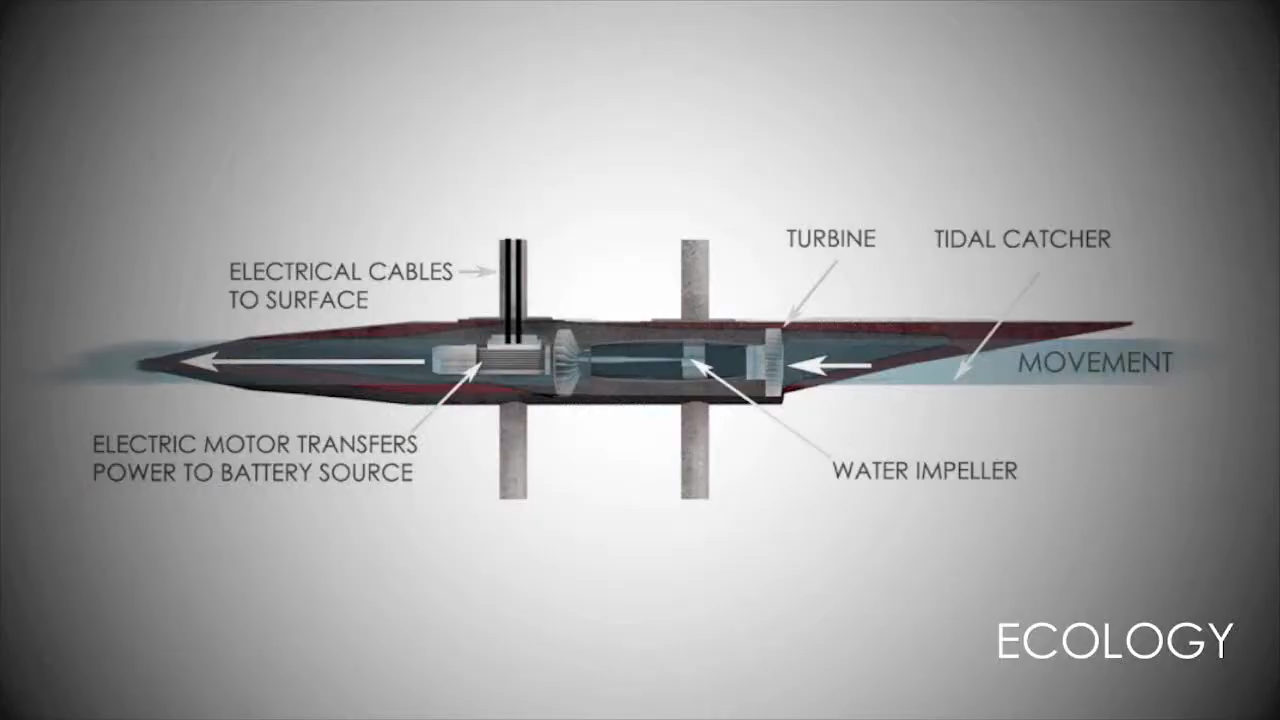 TURBINE
TIDAL CATCHER
ELECTRICAL CABLES
TO SURFACE
MOVEMENT
ELECTRIC MOTOR TRANSFERS
POWER TO BATTERY SOURCE
WATER IMPELLER
ECOLOGY